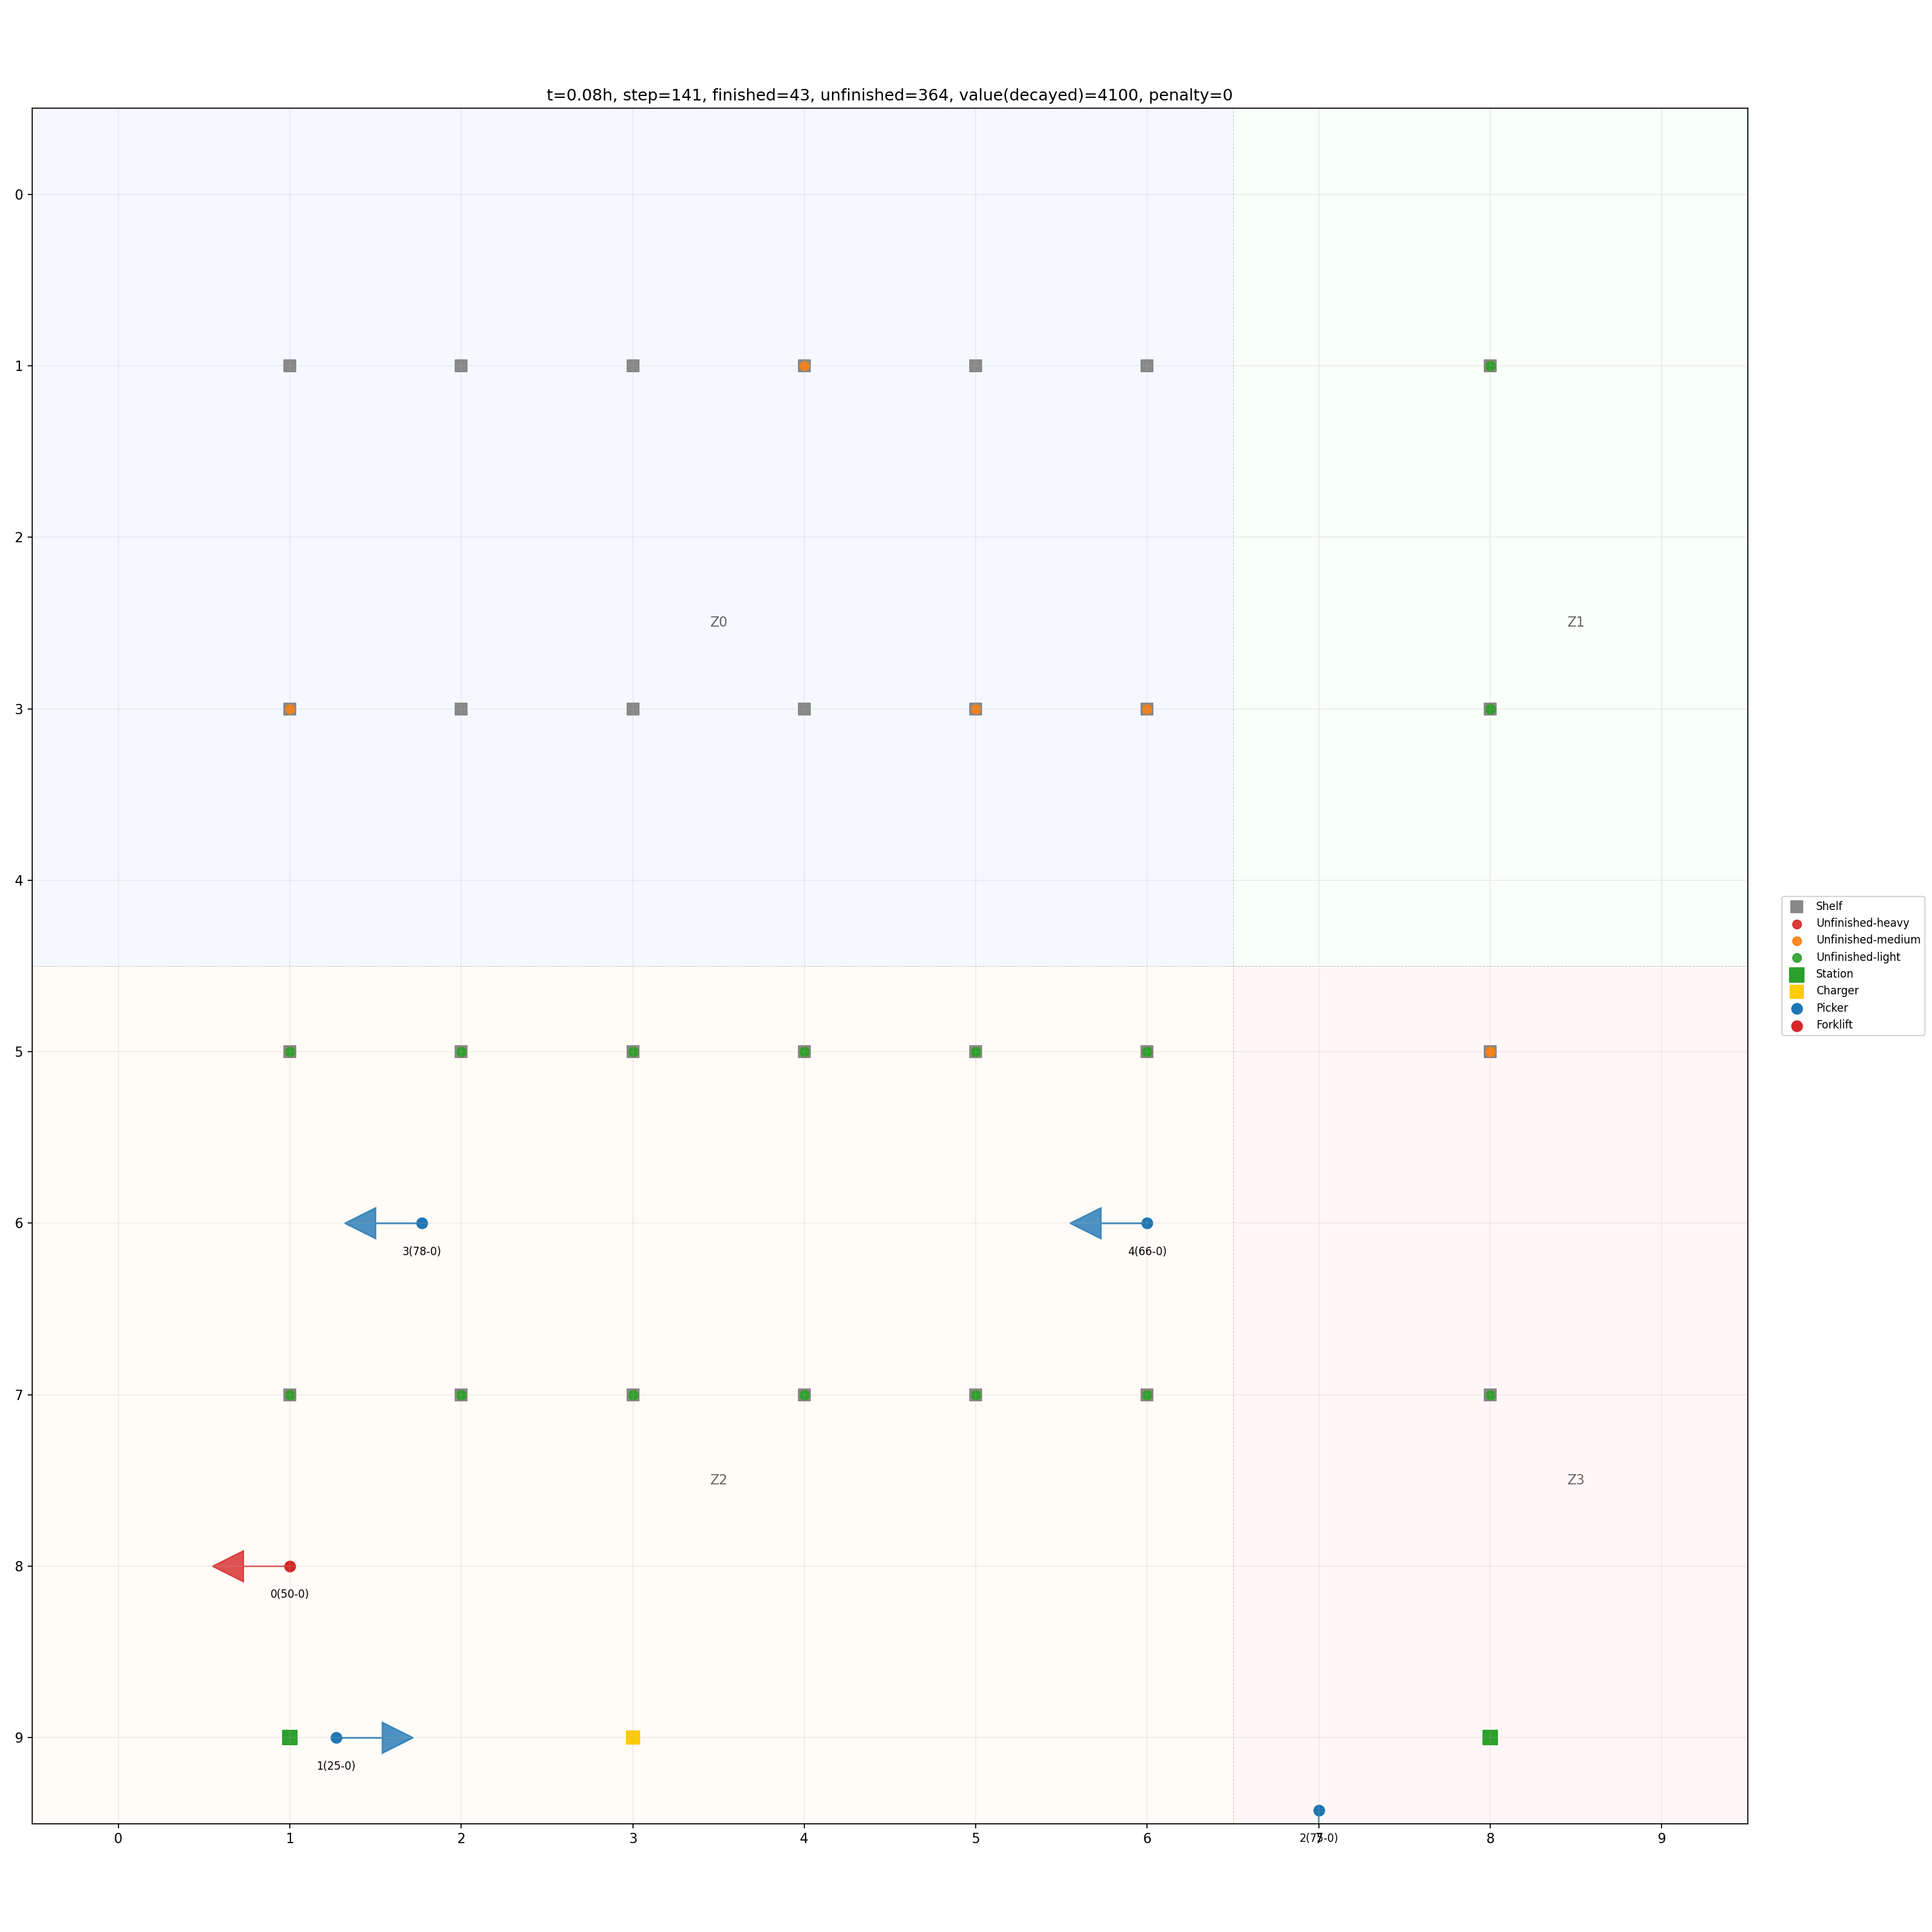 t=0.08h, step=141, finished=43, unfinished=364, value(decayed)=4100, penalty=0
0
1
2
Z0
Z1
3
4
Shelf
Unfinished-heavy
Unfinished-medium
Unfinished-light
Station
Charger
Picker
Forklift
5
6
3(78-0)
4(66-0)
7
Z2
Z3
8
0(50-0)
9
1(25-0)
0
1
2
3
4
5
6
8
9